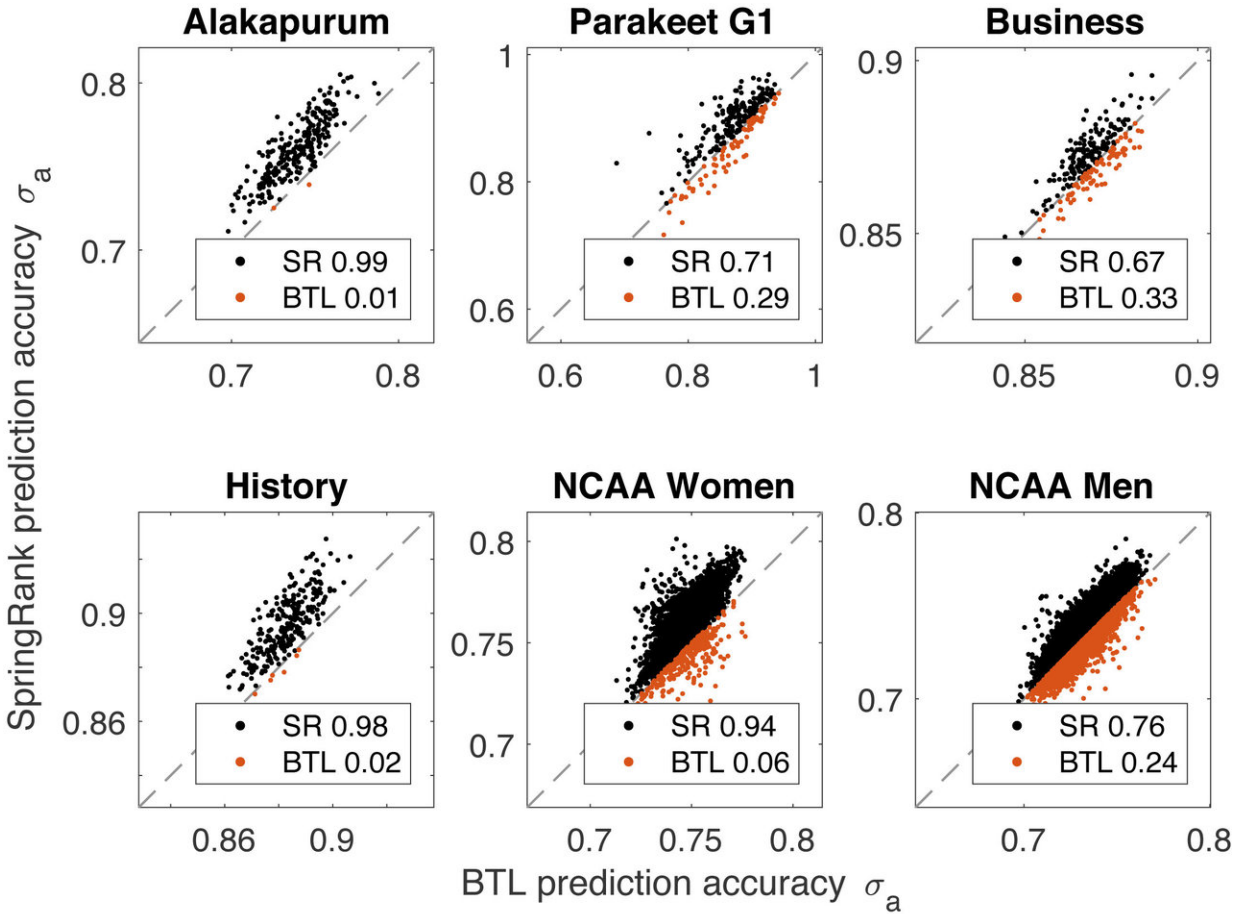 Alakapurum
Parakeet G1
Business
SpringRank prediction accuracy σa
0.8
0.7
SR 0.99
BTL 0.01
0.7 0.8
1
0.8
0.6
SR 0.71
BTL 0.29
0.6 0.8 1
0.9
0.85
SR 0.67
BTL 0.33
0.85 0.9
History
NCAA Women
NCAA Men
0.9
0.86
SR 0.98
BTL 0.02
0.86 0.9
0.8
0.75
0.7
SR 0.94
BTL 0.06
0.7 0.75 0.8
0.8
0.7
SR 0.76
BTL 0.24
0.7 0.8
BTL prediction accuracy σa